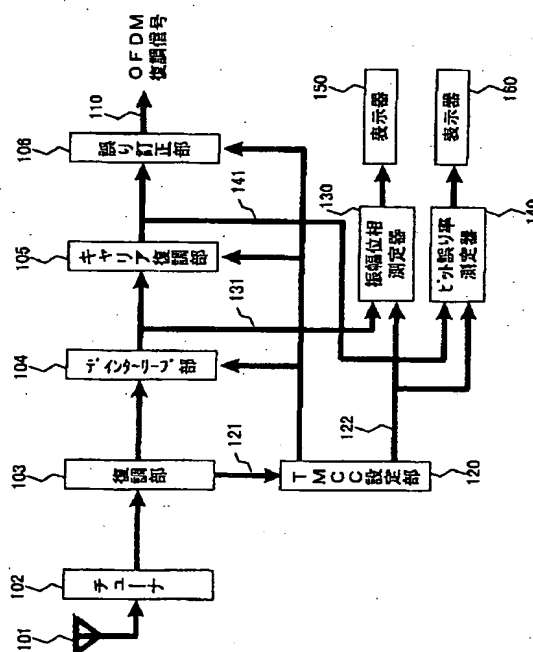 101
102
チューナ
103
復調部
104
デインターリーブ部
105
キャリア復調部
106
誤り訂正部
110
OFDM
復調信号
121
131
141
120
TMCC設定部
122
130
振幅位相
測定器
140
ビット誤り率
測定器
150
表示器
160
表示器